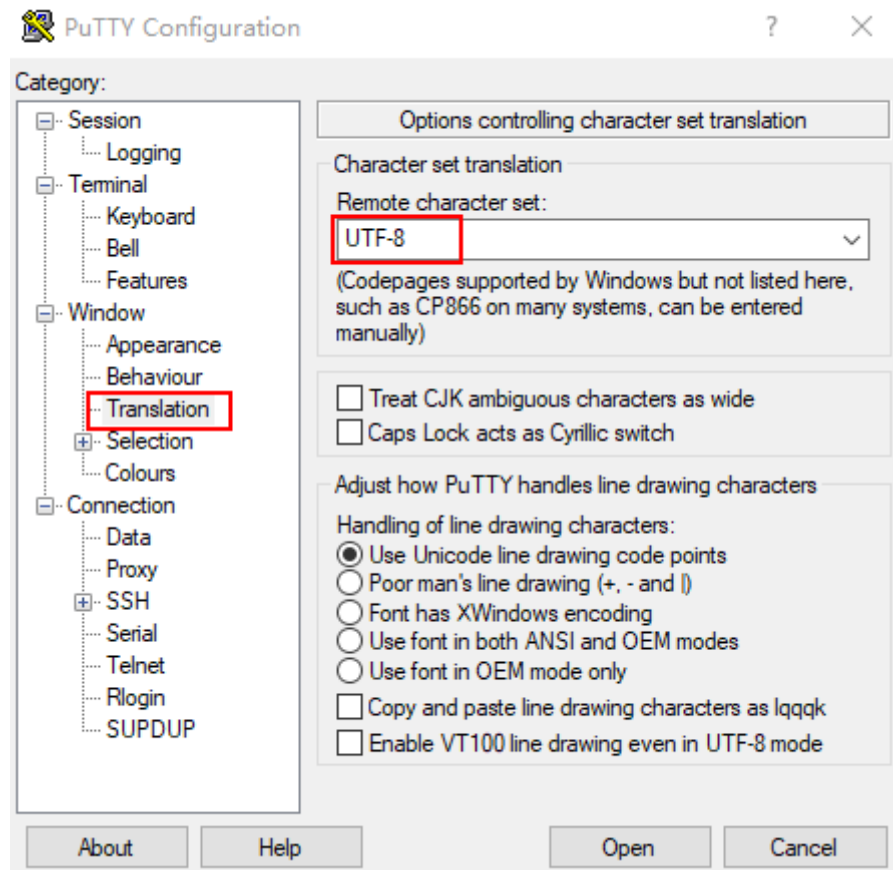 PuTTY Configuration
?
Category:
Session
Logging
Terminal
Keyboard
Bell
Features
Window
Appearance
Behaviour
Translation
Selection
Colours
Connection
Data
Proxy
SSH
Serial
Telnet
Rlogin
SUPDUP
Options controlling character set translation
Character set translation
Remote character set:
UTF-8
(Codepages supported by Windows but not listed here,
such as CP866 on many systems, can be entered
manually)
Treat CJK ambiguous characters as wide
Caps Lock acts as Cyrillic switch
Adjust how PuTTY handles line drawing characters
Handling of line drawing characters:
Use Unicode line drawing code points
Poor man's line drawing (+, - and |)
Font has XWindows encoding
Use font in both ANSI and OEM modes
Use font in OEM mode only
Copy and paste line drawing characters as lqqqk
Enable VT100 line drawing even in UTF-8 mode
About
Help
Open
Cancel